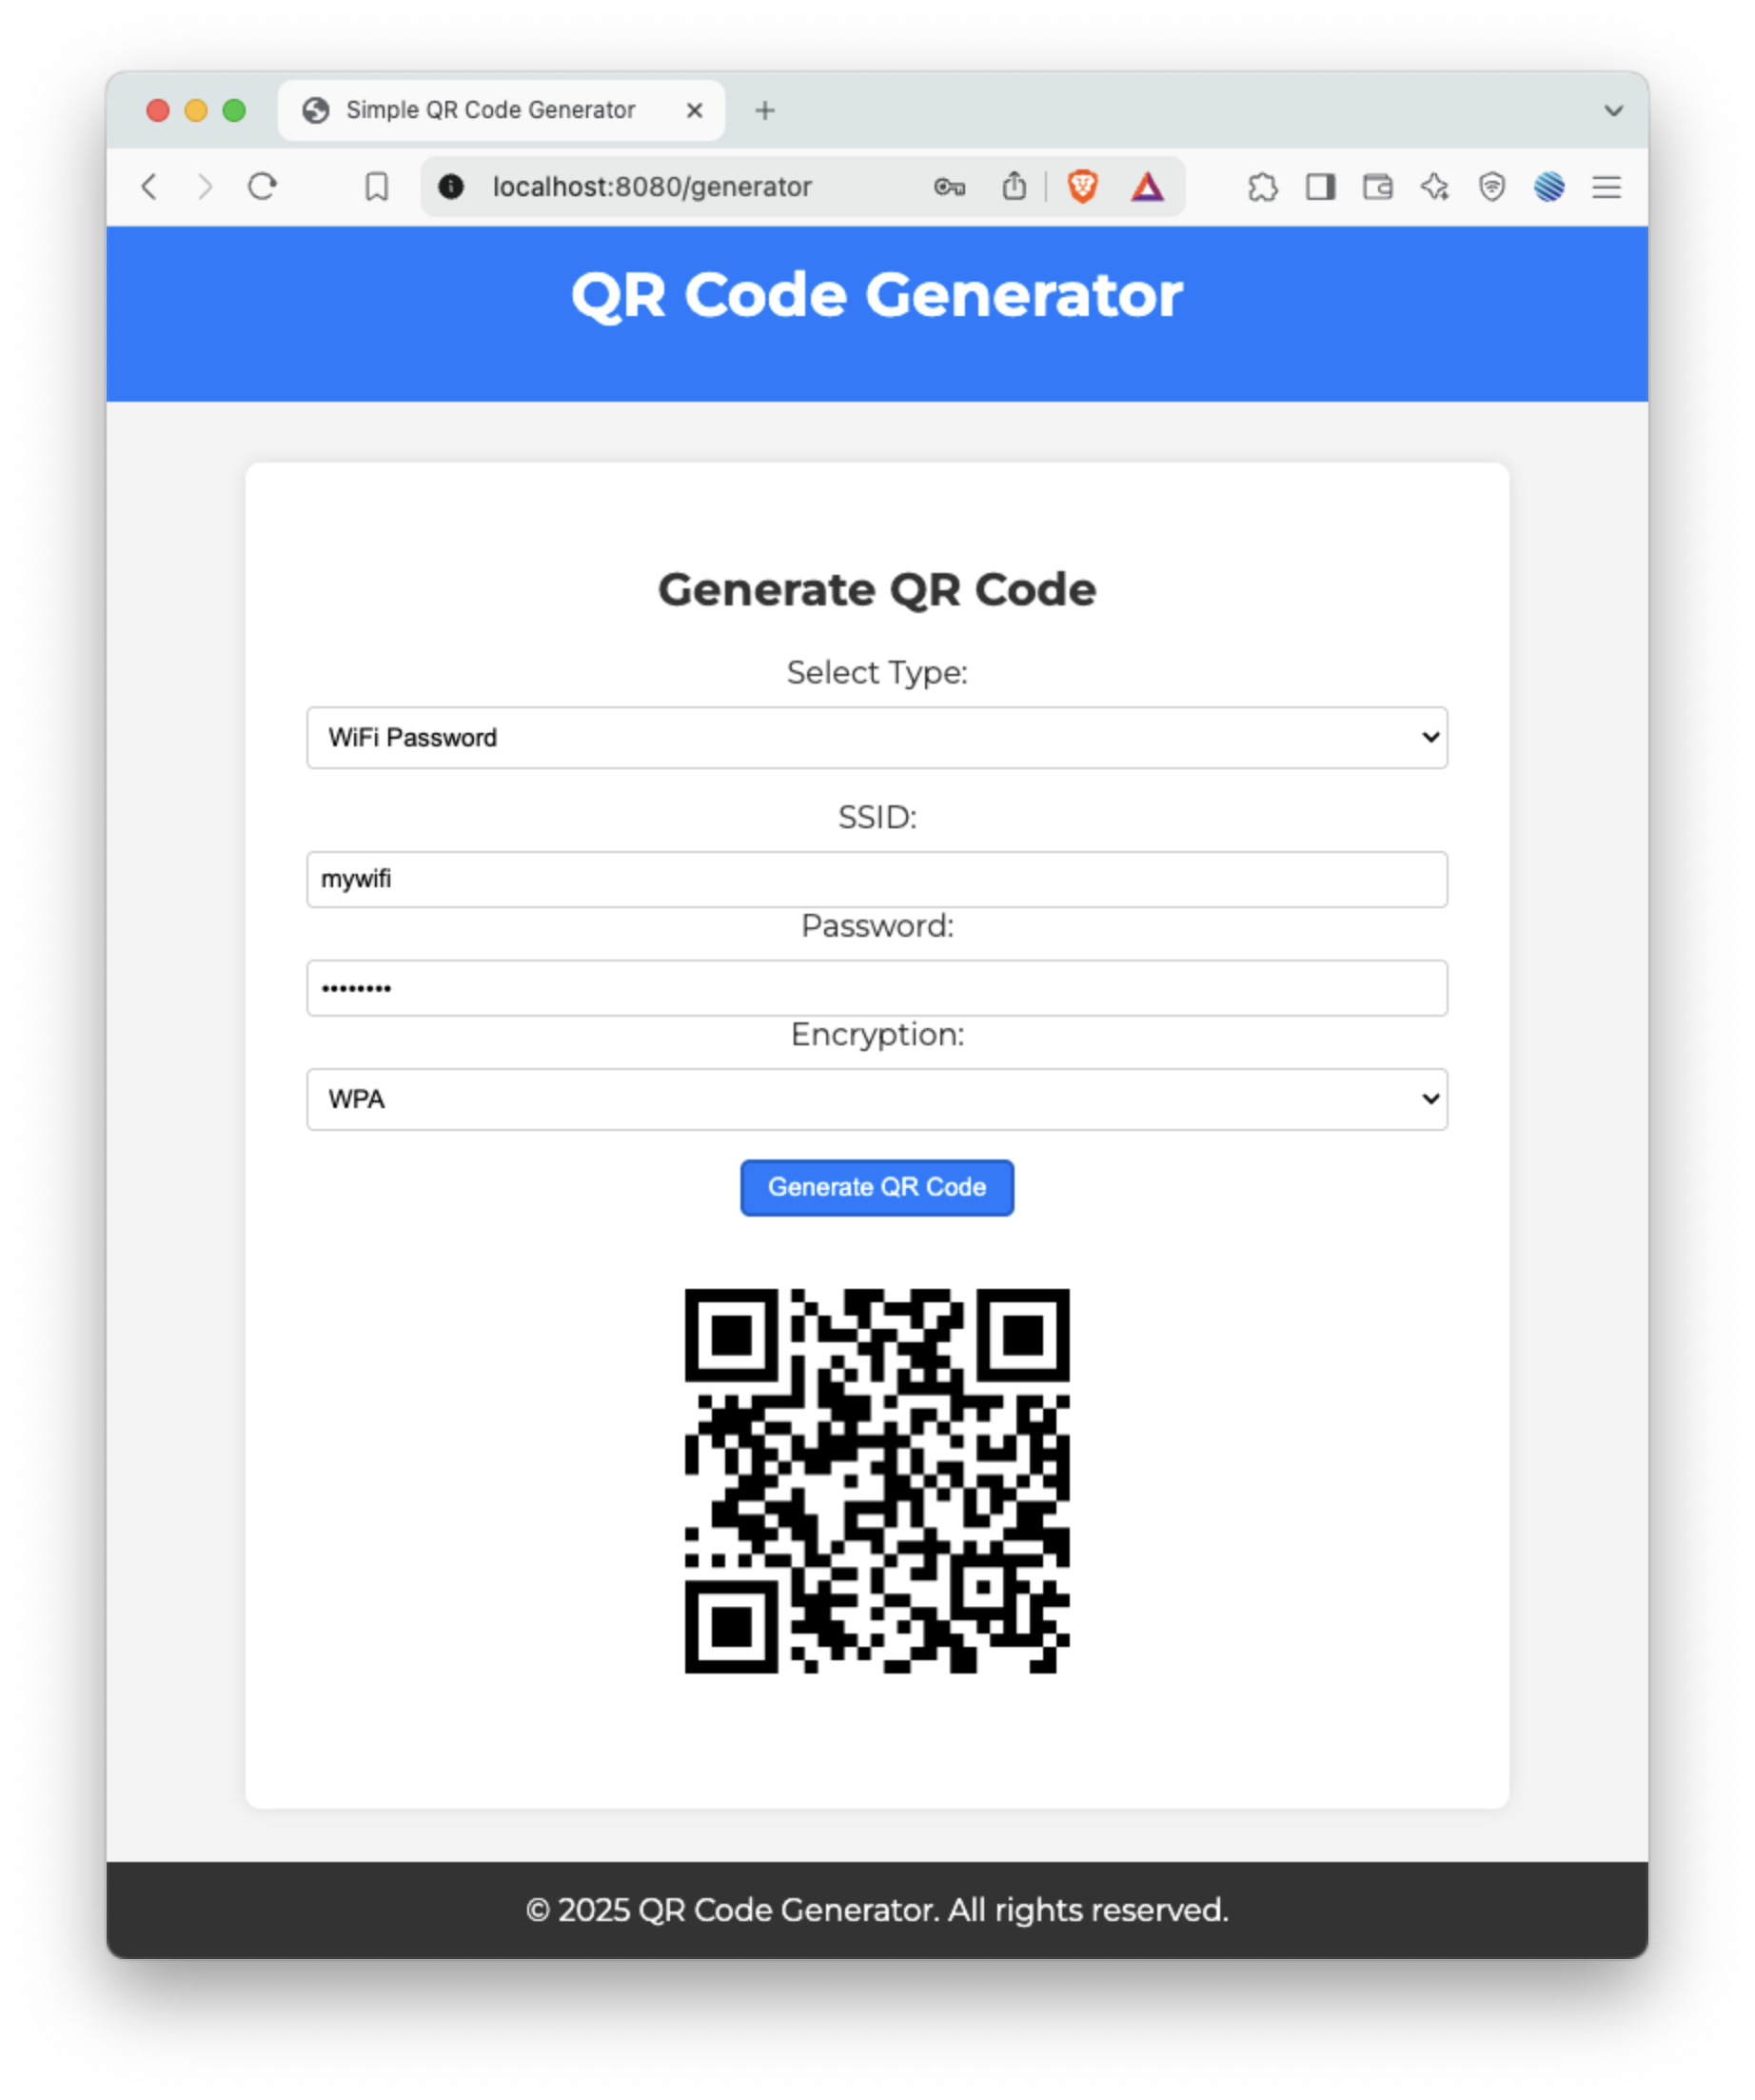 Simple QR Code Generator
localhost:8080/generator
QR Code Generator
Generate QR Code
Select Type:
WiFi Password
SSID:
mywifi
Password:
••••••••
Encryption:
WPA
Generate QR Code
© 2025 QR Code Generator. All rights reserved.